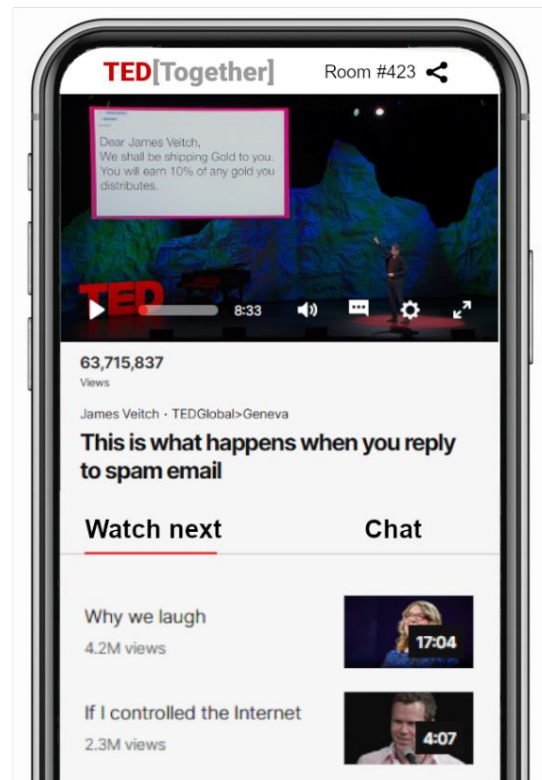 TED[Together]
Room #423
Dear James Veitch,
We shall be shipping Gold to you.
You will earn 10% of any gold you
distributes.
TED
8:33
63,715,837
Views
James Veitch · TEDGlobal>Geneva
This is what happens when you reply
to spam email
Watch next
Chat
Why we laugh
4.2M views
17:04
If I controlled the Internet
2.3M views
4:07